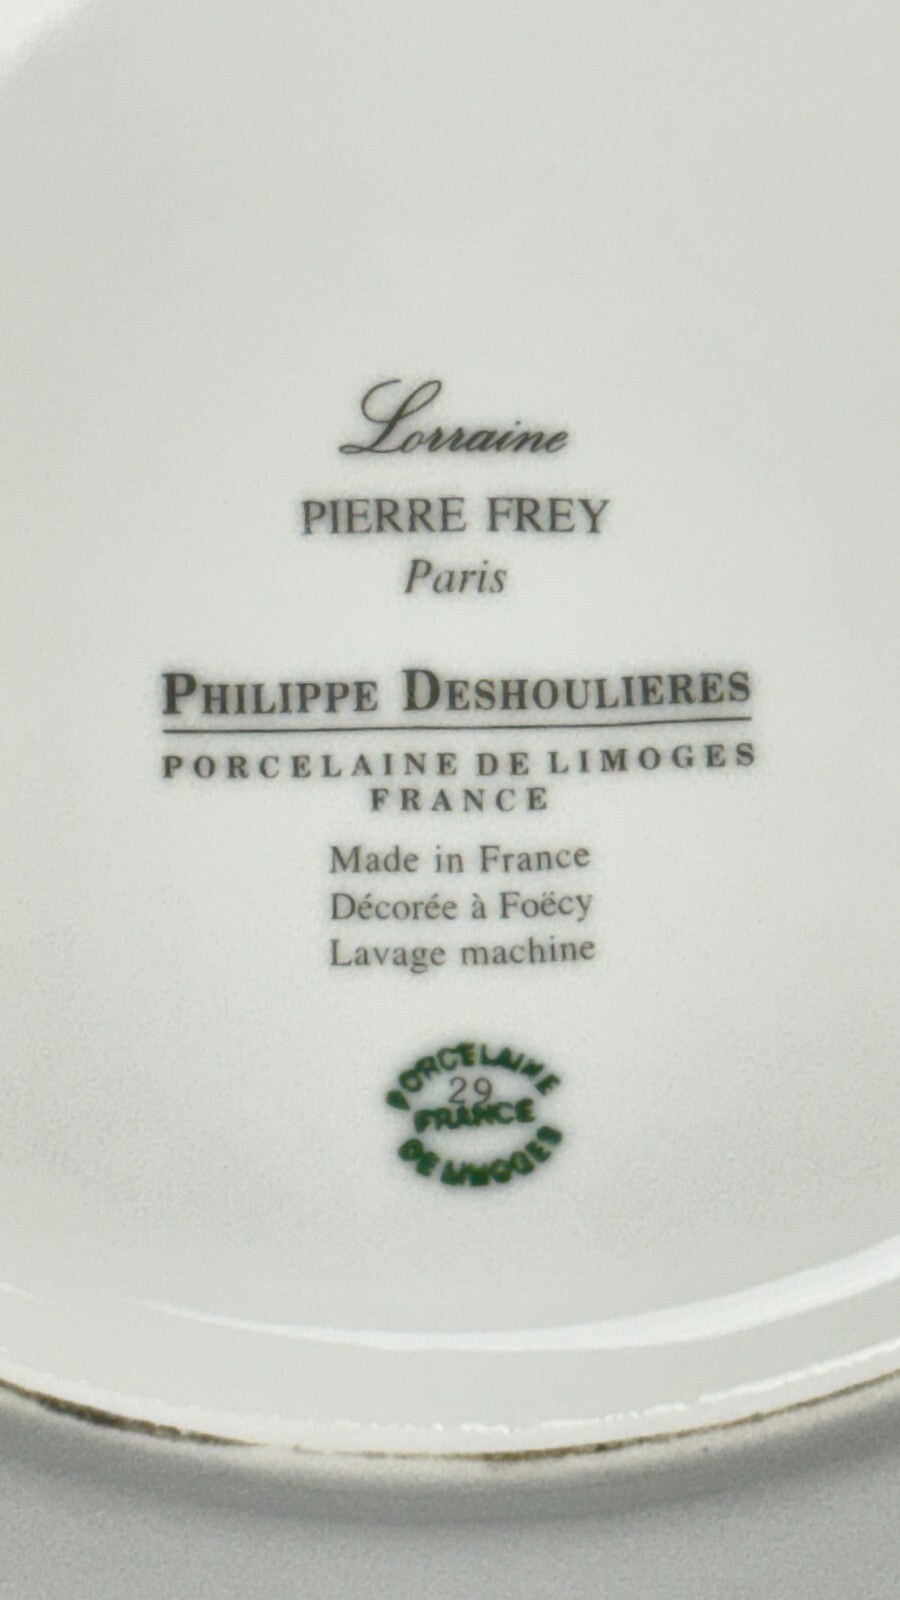 Lorraine
PIERRE FREY
Paris
PHILIPPE DESHOULIERES
PORCELAINE DE LIMOGES
FRANCE
Made in France
Décorée à Foëcy
Lavage machine
PORCELAINE
29
FRANCE
DE LIMOGES